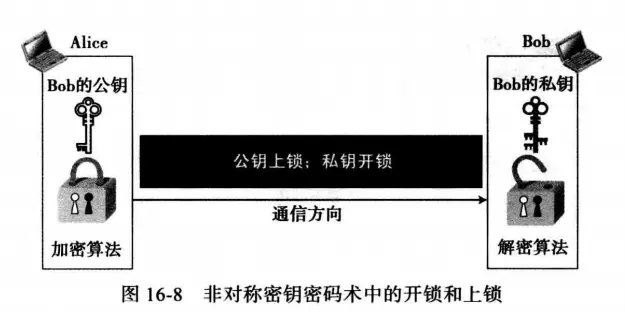 Alice
Bob
Bob的公钥
Bob的私钥
公钥上锁；私钥开锁
通信方向
加密算法
解密算法
图 16-8 非对称密钥密码术中的开锁和上锁